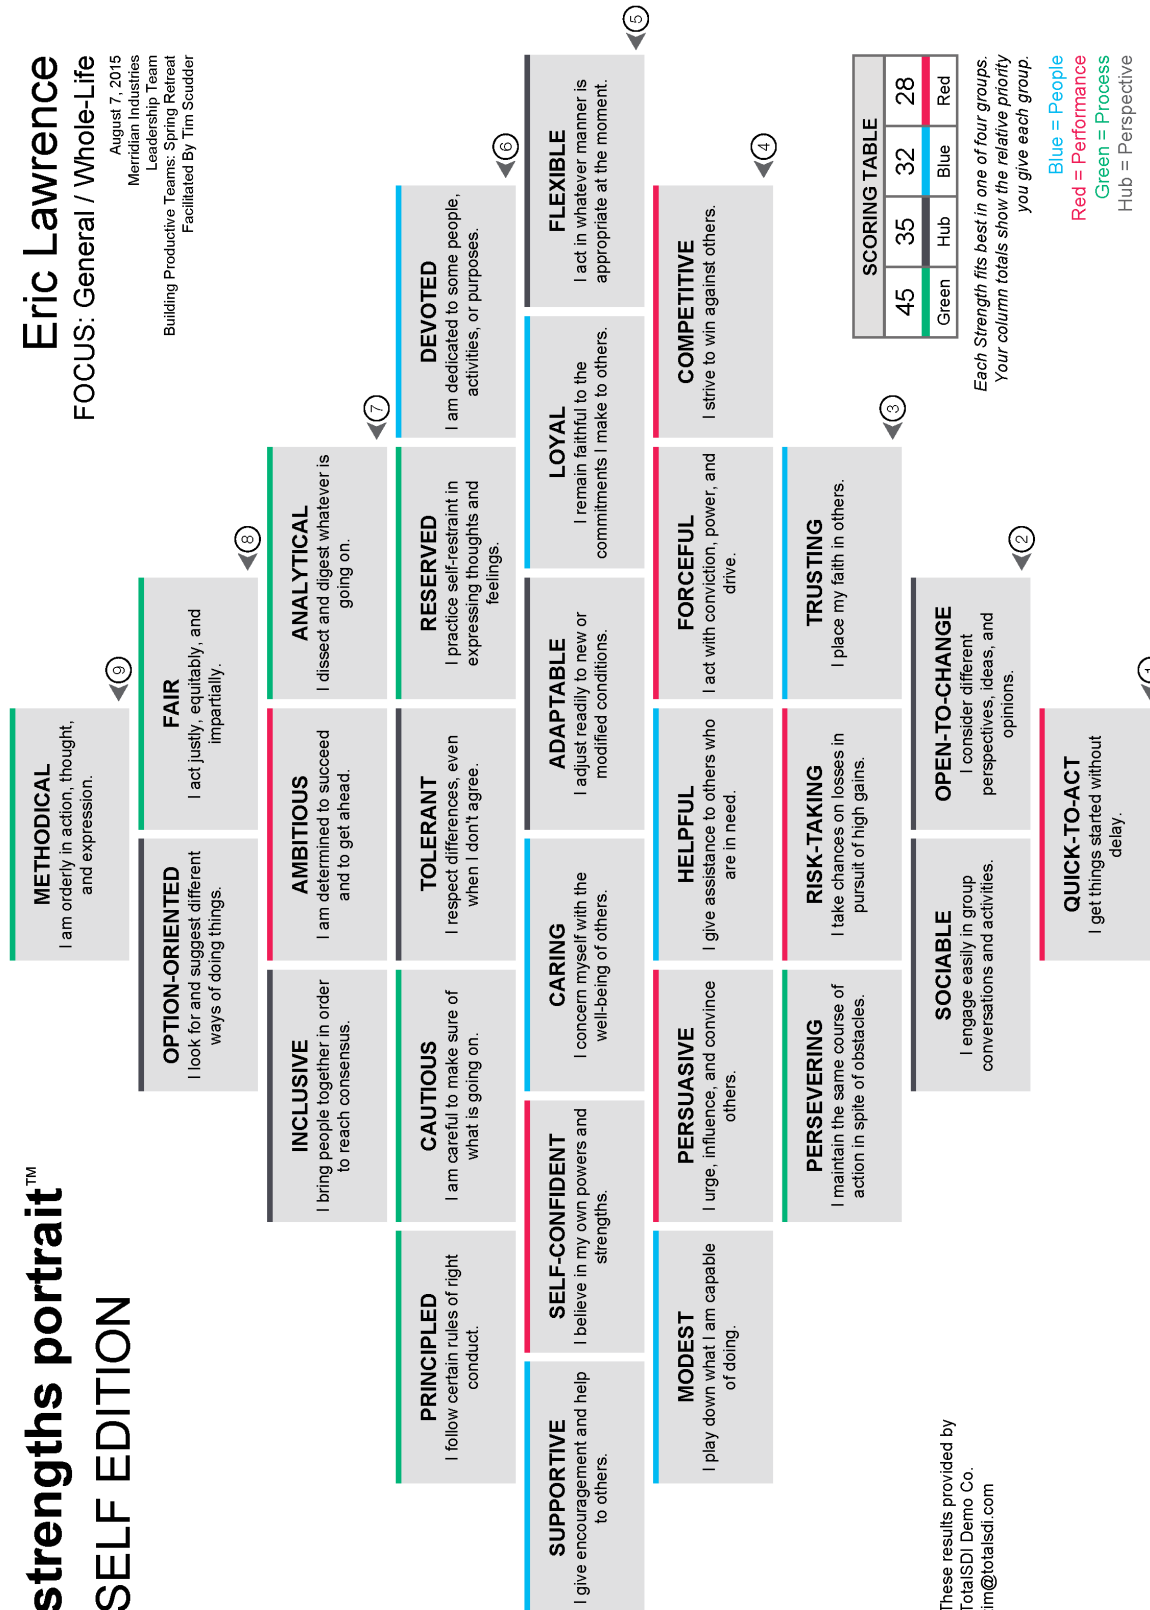 strengths portrait™
SELF EDITION
Eric Lawrence
FOCUS: General / Whole-Life
August 7, 2015
Merridian Industries
Leadership Team
Building Productive Teams: Spring Retreat
Facilitated By Tim Scudder
METHODICAL
I am orderly in action, thought,
and expression.
9
OPTION-ORIENTED
I look for and suggest different
ways of doing things.
FAIR
I act justly, equitably, and
impartially.
8
INCLUSIVE
I bring people together in order
to reach consensus.
AMBITIOUS
I am determined to succeed
and to get ahead.
ANALYTICAL
I dissect and digest whatever is
going on.
7
PRINCIPLED
I follow certain rules of right
conduct.
CAUTIOUS
I am careful to make sure of
what is going on.
TOLERANT
I respect differences, even
when I don't agree.
RESERVED
I practice self-restraint in
expressing thoughts and
feelings.
DEVOTED
I am dedicated to some people,
activities, or purposes.
6
SUPPORTIVE
I give encouragement and help
to others.
SELF-CONFIDENT
I believe in my own powers and
strengths.
CARING
I concern myself with the
well-being of others.
ADAPTABLE
I adjust readily to new or
modified conditions.
LOYAL
I remain faithful to the
commitments I make to others.
FLEXIBLE
I act in whatever manner is
appropriate at the moment.
5
MODEST
I play down what I am capable
of doing.
PERSUASIVE
I urge, influence, and convince
others.
HELPFUL
I give assistance to others who
are in need.
FORCEFUL
I act with conviction, power, and
drive.
COMPETITIVE
I strive to win against others.
4
PERSEVERING
I maintain the same course of
action in spite of obstacles.
RISK-TAKING
I take chances on losses in
pursuit of high gains.
TRUSTING
I place my faith in others.
3
SOCIABLE
I engage easily in group
conversations and activities.
OPEN-TO-CHANGE
I consider different
perspectives, ideas, and
opinions.
2
QUICK-TO-ACT
I get things started without
delay.
1
SCORING TABLE
45 35 32 28
Green Hub Blue Red
Each Strength fits best in one of four groups.
Your column totals show the relative priority
you give each group.
Blue = People
Red = Performance
Green = Process
Hub = Perspective
These results provided by
TotalSDI Demo Co.
tim@totalsdi.com